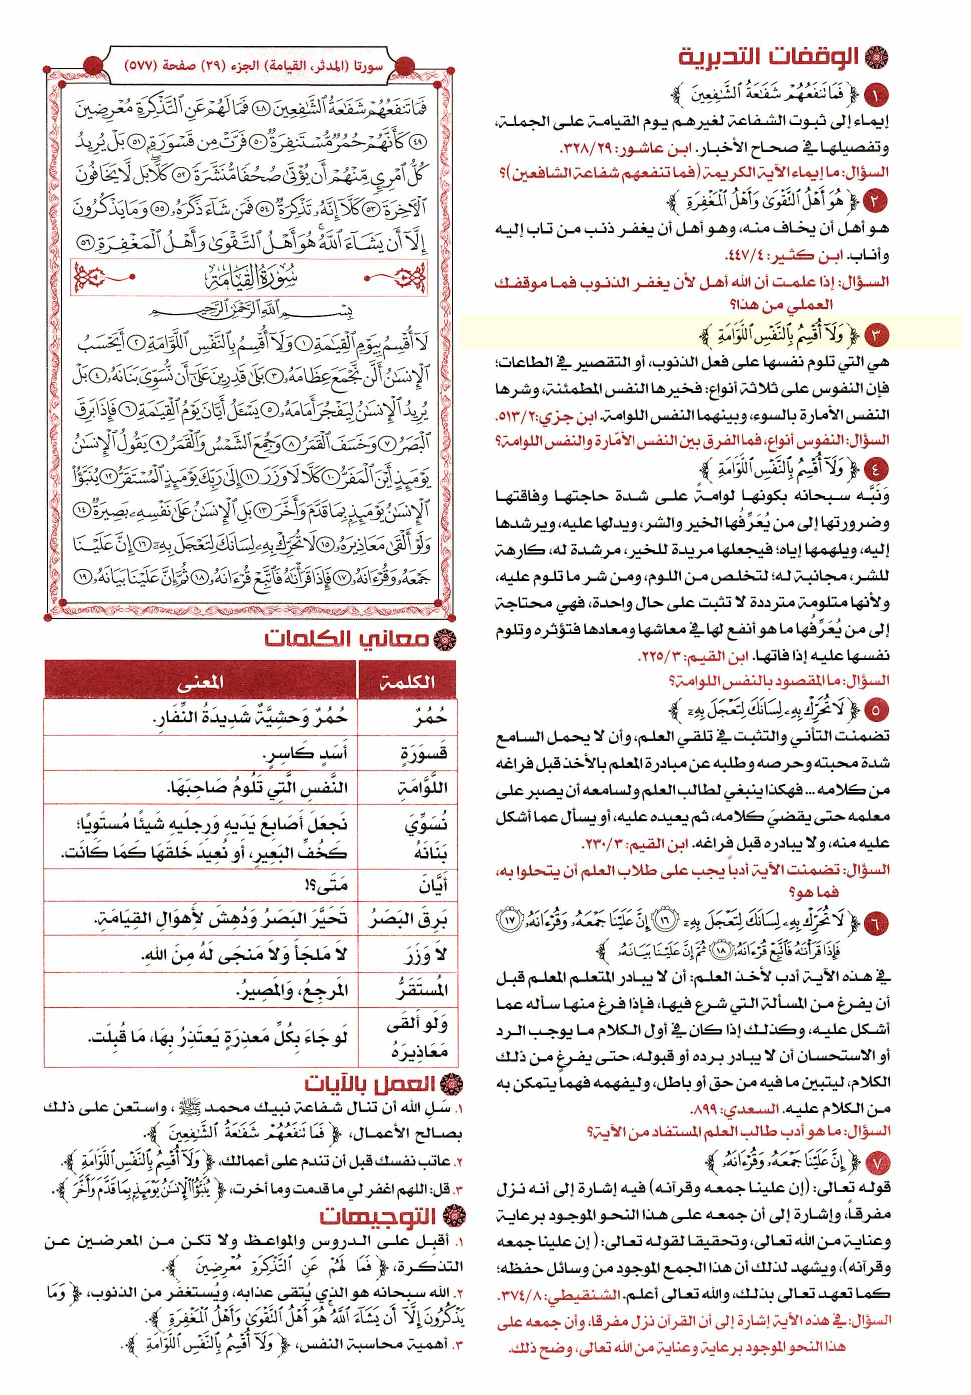 الوقفات التدبرية
١ ﴿ فَمَا تَنفَعُهُمْ شَفَـٰعَةُ ٱلشَّـٰفِعِينَ ﴾
إيماء إلى ثبوت الشفاعة لغيرهم يوم القيامة على الجملة،
وتفصيلها في صحاح الأخبار. ابن عاشور: ٣٢٨/٢٩.
السؤال: ما إيماء الآية الكريمة (فما تنفعهم شفاعة الشافعين)؟
٢ ﴿ هُوَ أَهْلُ ٱلتَّقْوَىٰ وَأَهْلُ ٱلْمَغْفِرَةِ ﴾
هو أهل أن يخاف منه، وهو أهل أن يغفر ذنب من تاب إليه
وأناب. ابن كثير: ٤٤٧/٤.
السؤال: إذا علمت أن الله أهل لأن يغفر الذنوب فما موقفك
العملي من هذا؟
٣ ﴿ وَلَآ أُقْسِمُ بِٱلنَّفْسِ ٱللَّوَّامَةِ ﴾
هي التي تلوم نفسها على فعل الذنوب، أو التقصير في الطاعات؛
فإن النفوس على ثلاثة أنواع: فخيرها النفس المطمئنة، وشرها
النفس الأمارة بالسوء، وبينهما النفس اللوامة. ابن جزي: ٥١٣/٢.
السؤال: النفوس أنواع، فما الفرق بين النفس الأمّارة والنفس اللوامة؟
٤ ﴿ وَلَآ أُقْسِمُ بِٱلنَّفْسِ ٱللَّوَّامَةِ ﴾
وَنَبَّه سبحانه بكونها لوامةً على شدة حاجتها وفاقتها
وضرورتها إلى من يُعَرِّفُها الخير والشر، ويدلها عليه، ويرشدها
إليه، ويلهمها إياه؛ فيجعلها مريدة للخير، مرشدة له، كارهة
للشر، مجانبة له؛ لتخلص من اللوم، ومن شر ما تلوم عليه،
ولأنها متلومة مترددة لا تثبت على حال واحدة، فهي محتاجة
إلى من يُعَرِّفُها ما هو أنفع لها في معاشها ومعادها فتؤثره وتلوم
نفسها عليه إذا فاتها. ابن القيم: ٢٢٥/٣.
السؤال: ما المقصود بالنفس اللوامة؟
٥ ﴿ لَا تُحَرِّكْ بِهِۦ لِسَانَكَ لِتَعْجَلَ بِهِۦٓ ﴾
تضمنت التأني والتثبت في تلقي العلم، وأن لا يحمل السامع
شدة محبته وحرصه وطلبه عن مبادرة المعلم بالأخذ قبل فراغه
من كلامه ... فهكذا ينبغي لطالب العلم ولسامعه أن يصبر على
معلمه حتى يقضيَ كلامه، ثم يعيده عليه، أو يسأل عما أشكل
عليه منه، ولا يبادره قبل فراغه. ابن القيم: ٢٣٠/٣.
السؤال: تضمنت الآية أدباً يجب على طلاب العلم أن يتحلوا به،
فما هو؟
٦ ﴿ لَا تُحَرِّكْ بِهِۦ لِسَانَكَ لِتَعْجَلَ بِهِۦٓ ﴿١٦﴾ إِنَّ عَلَيْنَا جَمْعَهُۥ وَقُرْءَانَهُۥ ﴿١٧﴾
فَإِذَا قَرَأْنَـٰهُ فَٱتَّبِعْ قُرْءَانَهُۥ ﴿١٨﴾ ثُمَّ إِنَّ عَلَيْنَا بَيَانَهُۥ ﴾
في هذه الآية أدب لأخذ العلم: أن لا يبادر المتعلم المعلم قبل
أن يفرغ من المسألة التي شرع فيها، فإذا فرغ منها سأله عما
أشكل عليه، وكذلك إذا كان في أول الكلام ما يوجب الرد
أو الاستحسان أن لا يبادر برده أو قبوله، حتى يفرغ من ذلك
الكلام، ليتبين ما فيه من حق أو باطل، وليفهمه فهما يتمكن به
من الكلام عليه. السعدي: ٨٩٩.
السؤال: ما هو أدب طالب العلم المستفاد من الآية؟
٧ ﴿ إِنَّ عَلَيْنَا جَمْعَهُۥ وَقُرْءَانَهُۥ ﴾
قوله تعالى: (إن علينا جمعه وقرآنه) فيه إشارة إلى أنه نزل
مفرقاً، وإشارة إلى أن جمعه على هذا النحو الموجود برعاية
وعناية من الله تعالى، وتحقيقا لقوله تعالى: (إن علينا جمعه
وقرآنه)، ويشهد لذلك أن هذا الجمع الموجود من وسائل حفظه؛
كما تعهد تعالى بذلك، والله تعالى أعلم. الشنقيطي: ٣٧٤/٨.
السؤال: في هذه الآية إشارة إلى أن القرآن نزل مفرقا، وأن جمعه على
هذا النحو الموجود برعاية وعناية من الله تعالى، وضح ذلك.
سورتا (المدثر، القيامة) الجزء (٢٩) صفحة (٥٧٧)
فَمَا تَنفَعُهُمْ شَفَـٰعَةُ ٱلشَّـٰفِعِينَ ٤٨ فَمَا لَهُمْ عَنِ ٱلتَّذْكِرَةِ مُعْرِضِينَ
٤٩ كَأَنَّهُمْ حُمُرٌ مُّسْتَنفِرَةٌ ٥٠ فَرَّتْ مِن قَسْوَرَةٍۭ ٥١ بَلْ يُرِيدُ
كُلُّ ٱمْرِئٍ مِّنْهُمْ أَن يُؤْتَىٰ صُحُفًا مُّنَشَّرَةً ٥٢ كَلَّا ۖ بَل لَّا يَخَافُونَ
ٱلْـَٔاخِرَةَ ٥٣ كَلَّآ إِنَّهُۥ تَذْكِرَةٌ ٥٤ فَمَن شَآءَ ذَكَرَهُۥ ٥٥ وَمَا يَذْكُرُونَ
إِلَّآ أَن يَشَآءَ ٱللَّهُ ۚ هُوَ أَهْلُ ٱلتَّقْوَىٰ وَأَهْلُ ٱلْمَغْفِرَةِ ٥٦
سُورَةُ ٱلْقِيَامَةِ
بِسْمِ ٱللَّهِ ٱلرَّحْمَـٰنِ ٱلرَّحِيمِ
لَآ أُقْسِمُ بِيَوْمِ ٱلْقِيَـٰمَةِ ١ وَلَآ أُقْسِمُ بِٱلنَّفْسِ ٱللَّوَّامَةِ ٢ أَيَحْسَبُ
ٱلْإِنسَـٰنُ أَلَّن نَّجْمَعَ عِظَامَهُۥ ٣ بَلَىٰ قَـٰدِرِينَ عَلَىٰٓ أَن نُّسَوِّىَ بَنَانَهُۥ ٤ بَلْ
يُرِيدُ ٱلْإِنسَـٰنُ لِيَفْجُرَ أَمَامَهُۥ ٥ يَسْـَٔلُ أَيَّانَ يَوْمُ ٱلْقِيَـٰمَةِ ٦ فَإِذَا بَرِقَ
ٱلْبَصَرُ ٧ وَخَسَفَ ٱلْقَمَرُ ٨ وَجُمِعَ ٱلشَّمْسُ وَٱلْقَمَرُ ٩ يَقُولُ ٱلْإِنسَـٰنُ
يَوْمَئِذٍ أَيْنَ ٱلْمَفَرُّ ١٠ كَلَّا لَا وَزَرَ ١١ إِلَىٰ رَبِّكَ يَوْمَئِذٍ ٱلْمُسْتَقَرُّ ١٢ يُنَبَّؤُا۟
ٱلْإِنسَـٰنُ يَوْمَئِذٍۭ بِمَا قَدَّمَ وَأَخَّرَ ١٣ بَلِ ٱلْإِنسَـٰنُ عَلَىٰ نَفْسِهِۦ بَصِيرَةٌ ١٤
وَلَوْ أَلْقَىٰ مَعَاذِيرَهُۥ ١٥ لَا تُحَرِّكْ بِهِۦ لِسَانَكَ لِتَعْجَلَ بِهِۦٓ ١٦ إِنَّ عَلَيْنَا
جَمْعَهُۥ وَقُرْءَانَهُۥ ١٧ فَإِذَا قَرَأْنَـٰهُ فَٱتَّبِعْ قُرْءَانَهُۥ ١٨ ثُمَّ إِنَّ عَلَيْنَا بَيَانَهُۥ ١٩
معاني الكلمات
الكلمة المعنى
حُمُرٌ حُمُرٌ وَحشِيَّةٌ شَدِيدَةُ النِّفَارِ.
قَسوَرَةٍ أَسَدٍ كَاسِرٍ.
اللَّوَّامَةِ النَّفسِ الَّتِي تَلُومُ صَاحِبَهَا.
نُسَوِّيَ بَنَانَهُ نَجعَلَ أَصَابِعَ يَدَيهِ وَرِجلَيهِ شَيئًا مُستَوِيًا؛
كَخُفِّ البَعِيرِ، أَو نُعِيدَ خَلقَهَا كَمَا كَانَت.
أَيَّانَ مَتَى؟!
بَرِقَ البَصَرُ تَحَيَّرَ البَصَرُ وَدُهِشَ لأَهوَالِ القِيَامَةِ.
لاَ وَزَرَ لاَ مَلجَأَ وَلاَ مَنجَى لَهُ مِنَ اللهِ.
المُستَقَرُّ المَرجِعُ، وَالمَصِيرُ.
وَلَو أَلقَى مَعَاذِيرَهُ لَو جَاءَ بِكُلِّ مَعذِرَةٍ يَعتَذِرُ بِهَا، مَا قُبِلَت.
العمل بالآيات
١. سَلِ الله أن تنال شفاعة نبيك محمد ﷺ، واستعن على ذلك
بصالح الأعمال، ﴿ فَمَا تَنفَعُهُمْ شَفَـٰعَةُ ٱلشَّـٰفِعِينَ ﴾.
٢. عاتب نفسك قبل أن تندم على أعمالك، ﴿ وَلَآ أُقْسِمُ بِٱلنَّفْسِ ٱللَّوَّامَةِ ﴾.
٣. قل: اللهم اغفر لي ما قدمت وما أخرت، ﴿ يُنَبَّؤُا۟ ٱلْإِنسَـٰنُ يَوْمَئِذٍۭ بِمَا قَدَّمَ وَأَخَّرَ ﴾.
التوجيهات
١. أقبل على الدروس والمواعظ ولا تكن من المعرضين عن
التذكرة، ﴿ فَمَا لَهُمْ عَنِ ٱلتَّذْكِرَةِ مُعْرِضِينَ ﴾.
٢. الله سبحانه هو الذي يُتقى عذابه، ويُستغفر من الذنوب، ﴿ وَمَا
يَذْكُرُونَ إِلَّآ أَن يَشَآءَ ٱللَّهُ ۚ هُوَ أَهْلُ ٱلتَّقْوَىٰ وَأَهْلُ ٱلْمَغْفِرَةِ ﴾.
٣. أهمية محاسبة النفس، ﴿ وَلَآ أُقْسِمُ بِٱلنَّفْسِ ٱللَّوَّامَةِ ﴾.